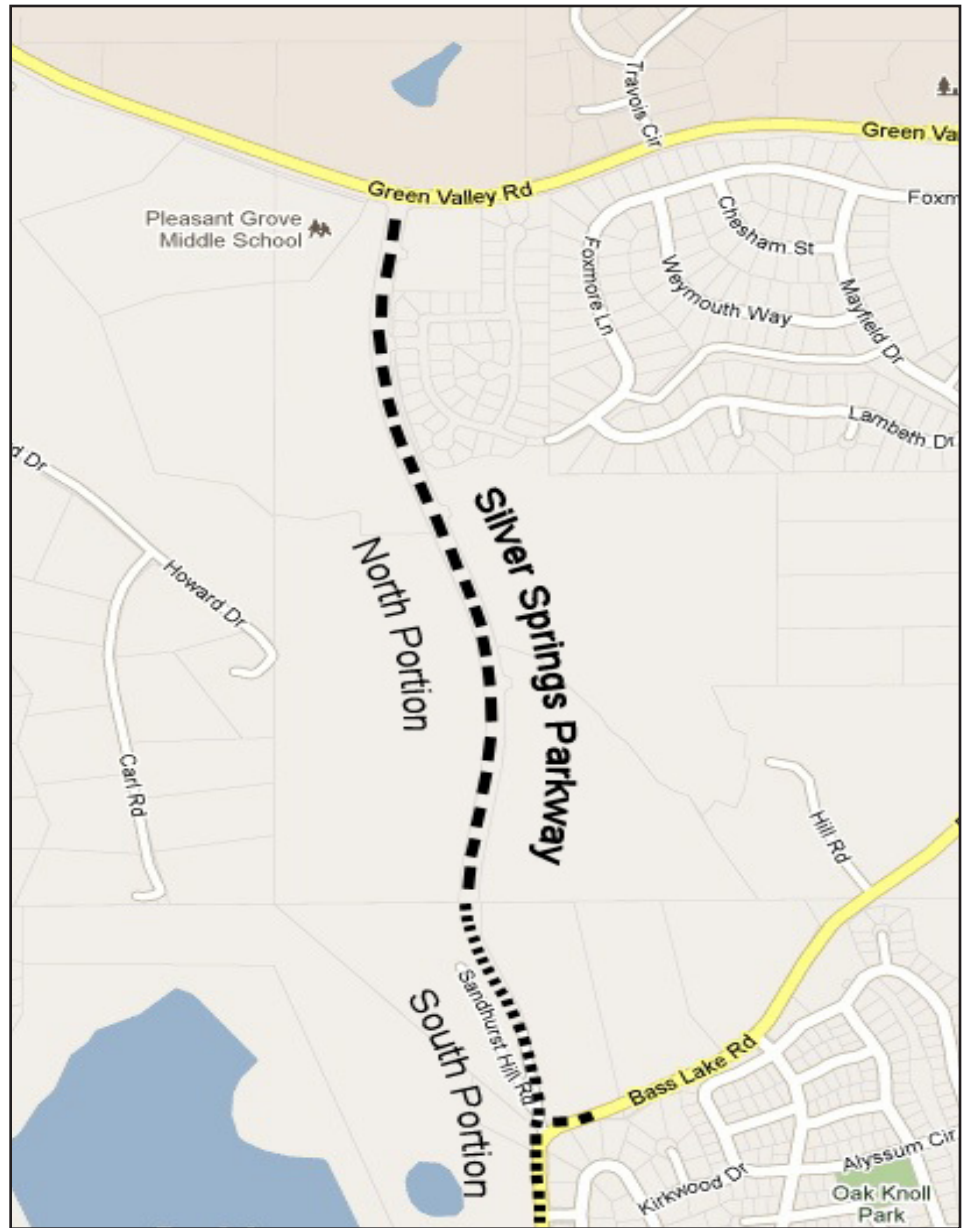 Travois Cir
Green Va
Green Valley Rd
Pleasant Grove
Middle School
Foxm
Chesham St
Foxmore Ln
Weymouth Way
Mayfield Dr
Lambeth Dr
d Dr
Howard Dr
Carl Rd
North Portion
Silver Springs Parkway
Hill Rd
Sandhurst Hill Rd
South Portion
Bass Lake Rd
Kirkwood Dr
Alyssum Cir
Oak Knoll
Park